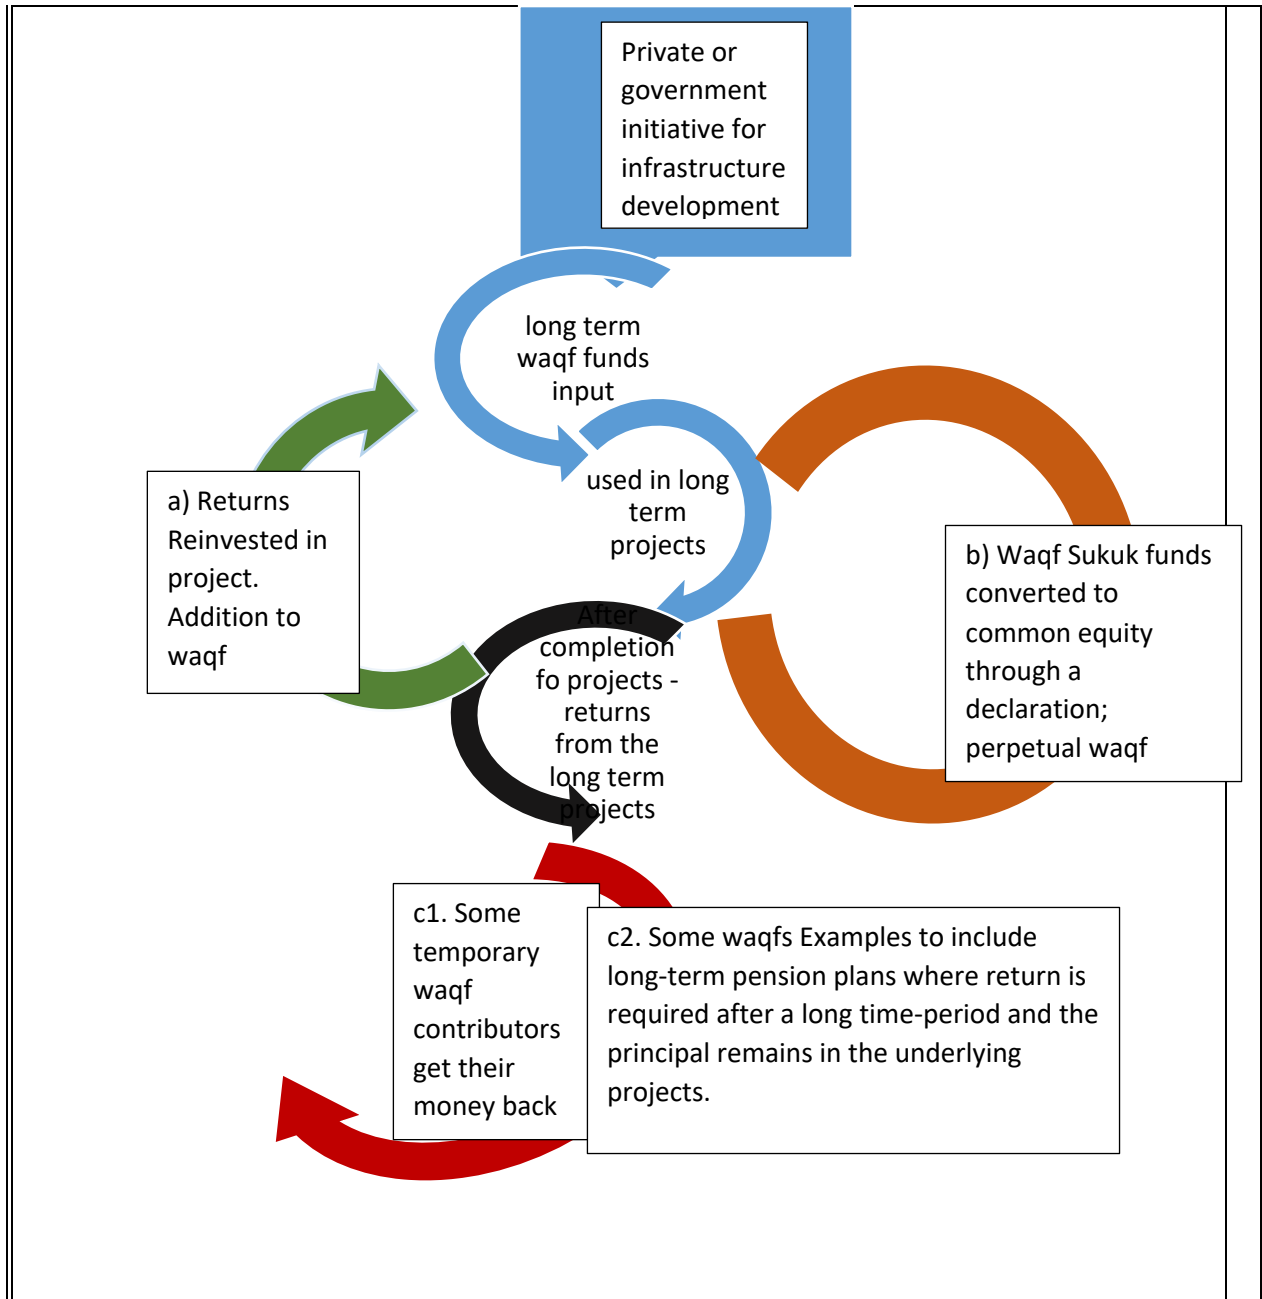 Private or
government
initiative for
infrastructure
development
long term
waqf funds
input
used in long
term
projects
a) Returns
Reinvested in
project.
Addition to
waqf
b) Waqf Sukuk funds
converted to
common equity
through a
declaration;
perpetual waqf
After
completion
fo projects -
returns
from the
long term
projects
c1. Some
temporary
waqf
contributors
get their
money back
c2. Some waqfs Examples to include
long-term pension plans where return is
required after a long time-period and the
principal remains in the underlying
projects.